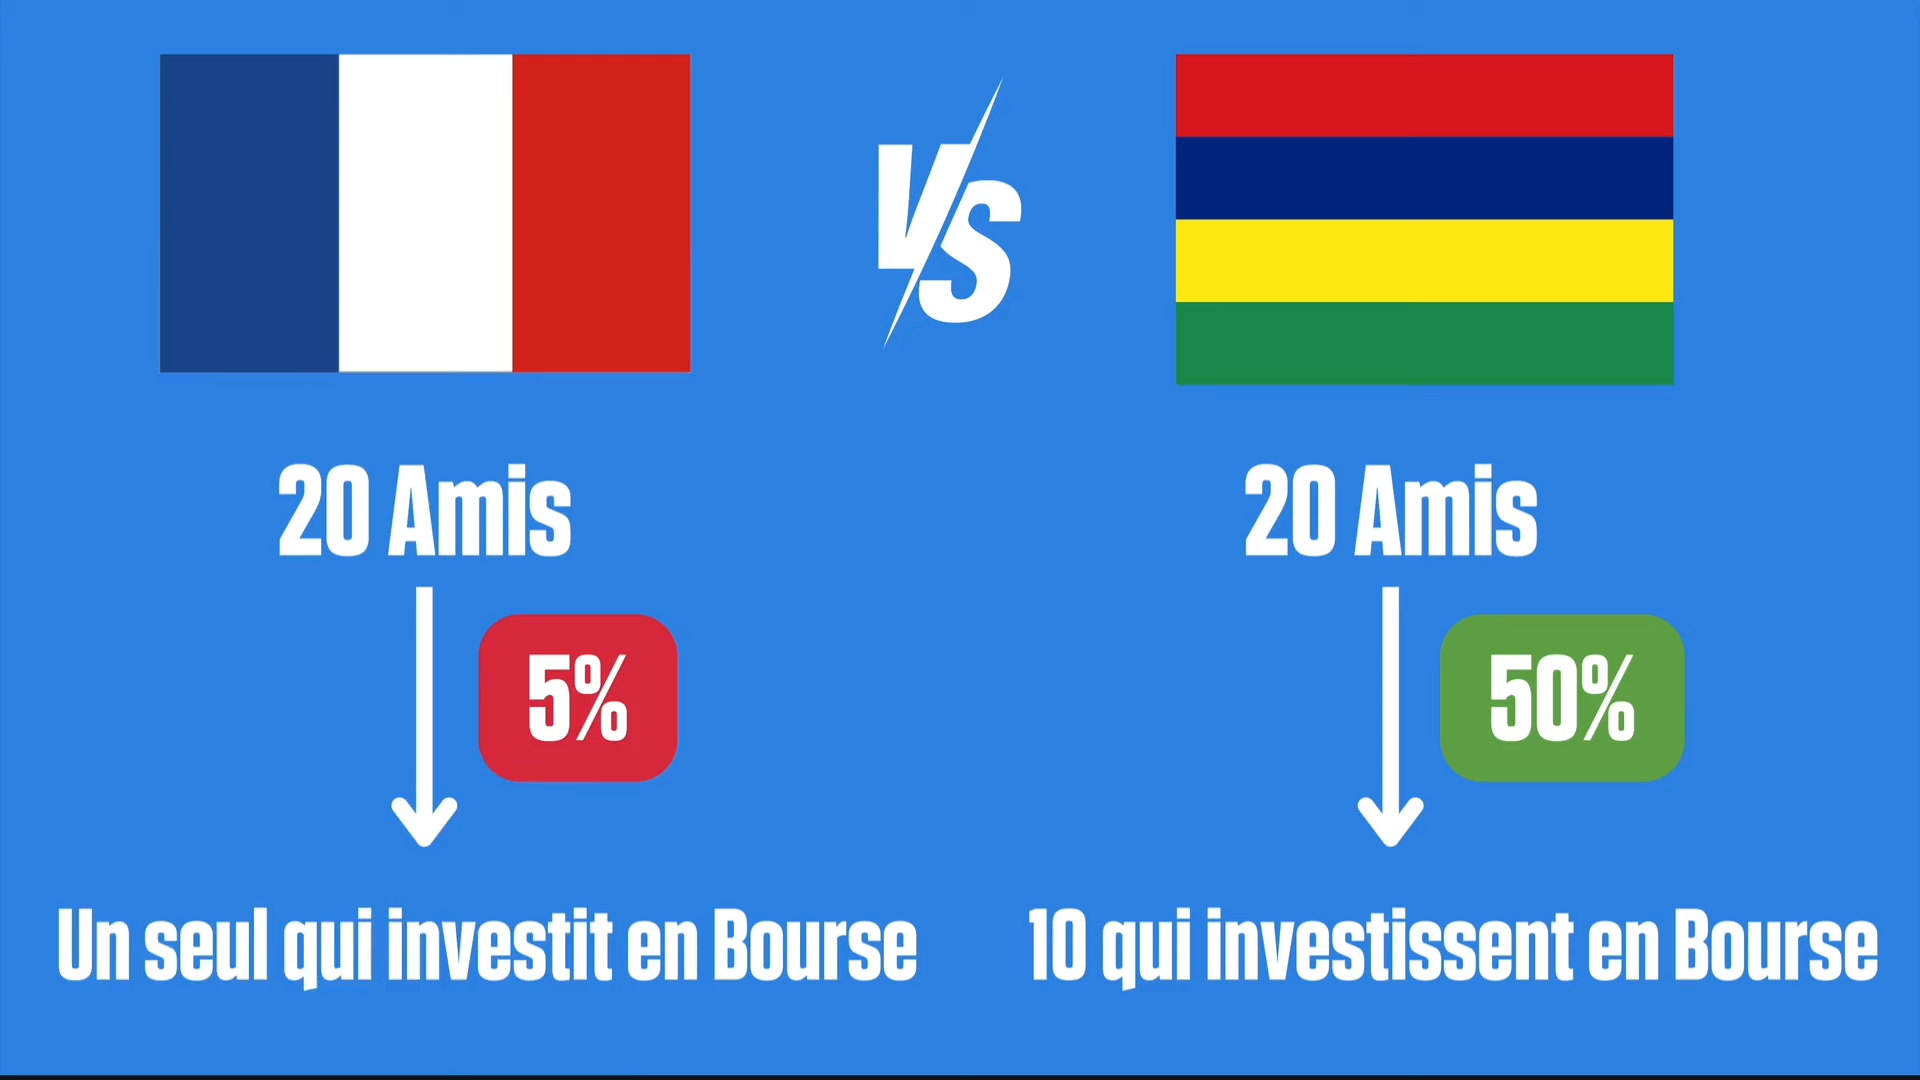 VS
20 Amis
20 Amis
5%
50%
Un seul qui investit en Bourse
10 qui investissent en Bourse